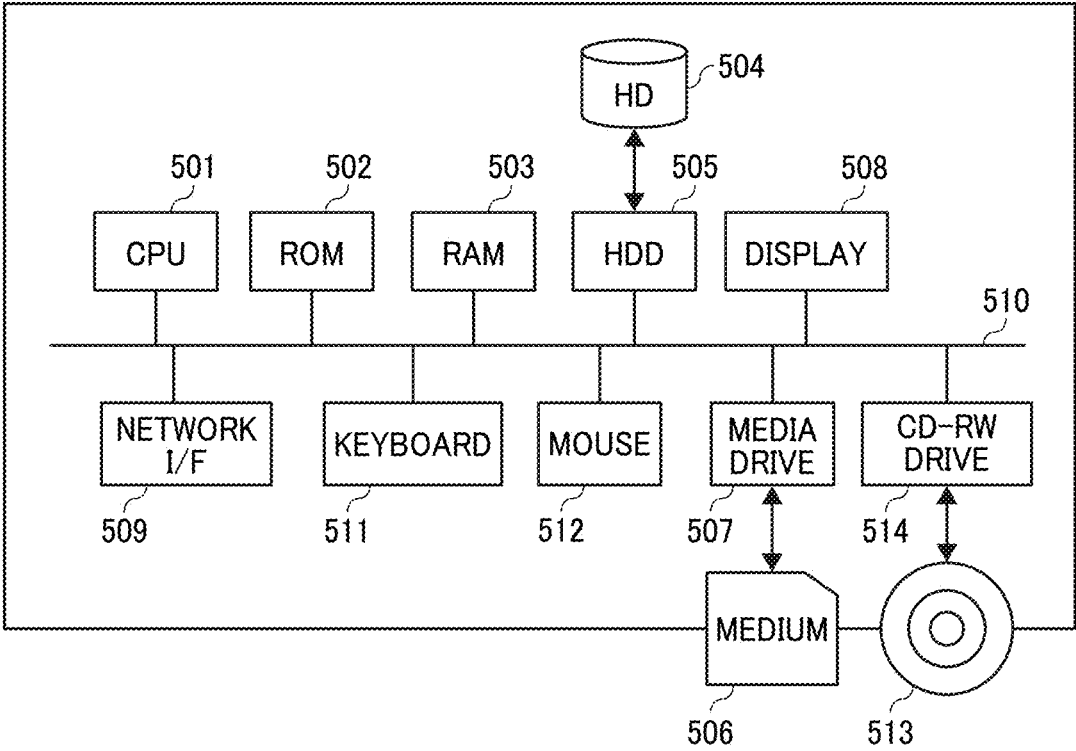 504
HD
501
502
503
505
508
CPU
ROM
RAM
HDD
DISPLAY
510
NETWORK
I/F
KEYBOARD
MOUSE
MEDIA
DRIVE
CD-RW
DRIVE
509
511
512
507
514
MEDIUM
506
513